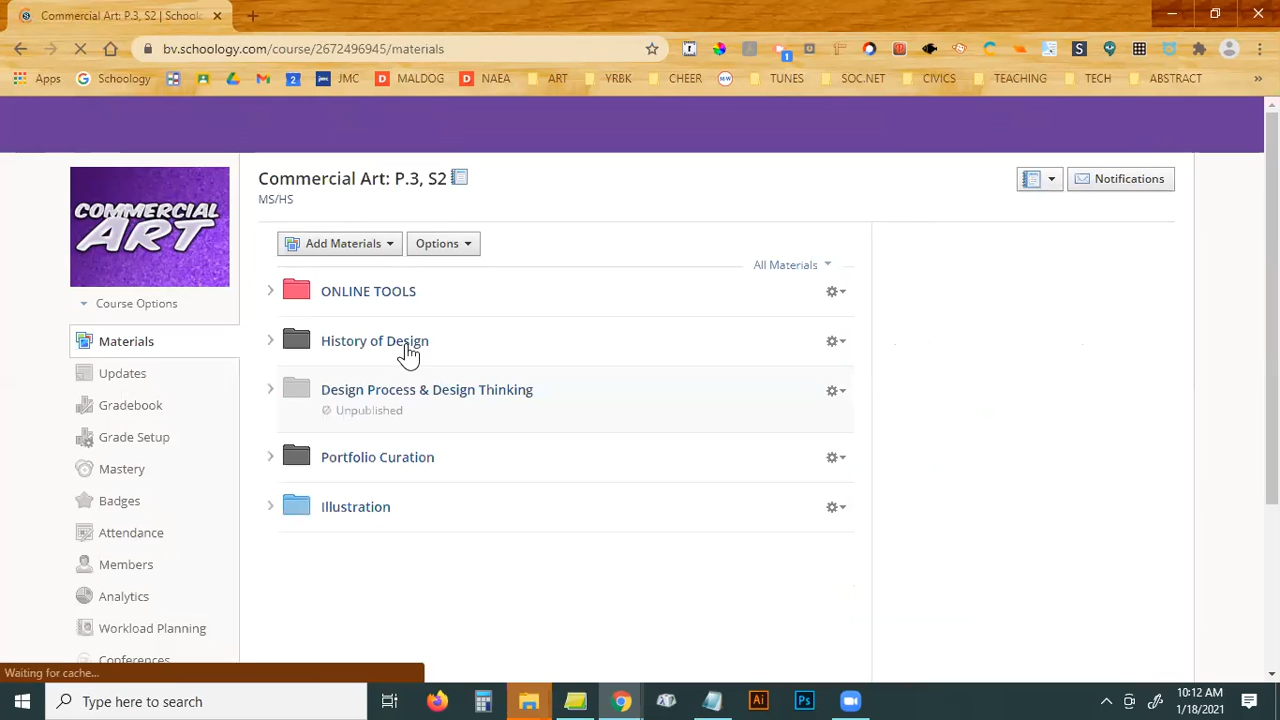 Commercial Art: P.3, S2 | School
bv.schoology.com/course/2672496945/materials
Apps
Schoology
2
JMC
MALDOG
NAEA
ART
YRBK
CHEER
TUNES
SOC.NET
CIVICS
TEACHING
TECH
ABSTRACT
COMMERCIAL
ART
Course Options
Materials
Updates
Gradebook
Grade Setup
Mastery
Badges
Attendance
Members
Analytics
Workload Planning
Conferences
Commercial Art: P.3, S2
MS/HS
Notifications
Add Materials
Options
All Materials
ONLINE TOOLS
History of Design
Design Process & Design Thinking
Unpublished
Portfolio Curation
Illustration
Waiting for cache...
Type here to search
Ai
Ps
10:12 AM
1/18/2021